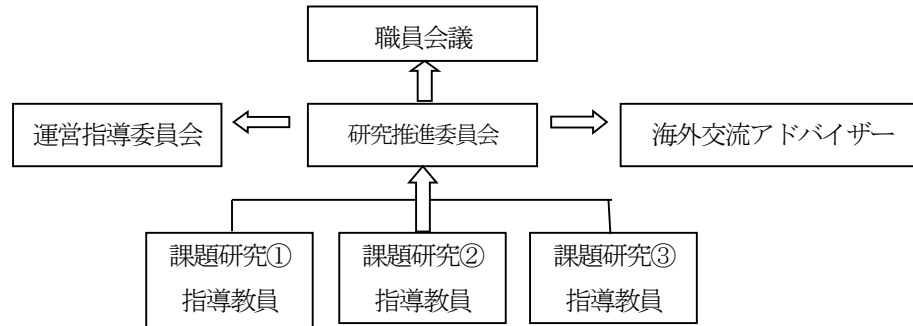 職員会議
運営指導委員会
研究推進委員会
海外交流アドバイザー
課題研究①
指導教員
課題研究②
指導教員
課題研究③
指導教員